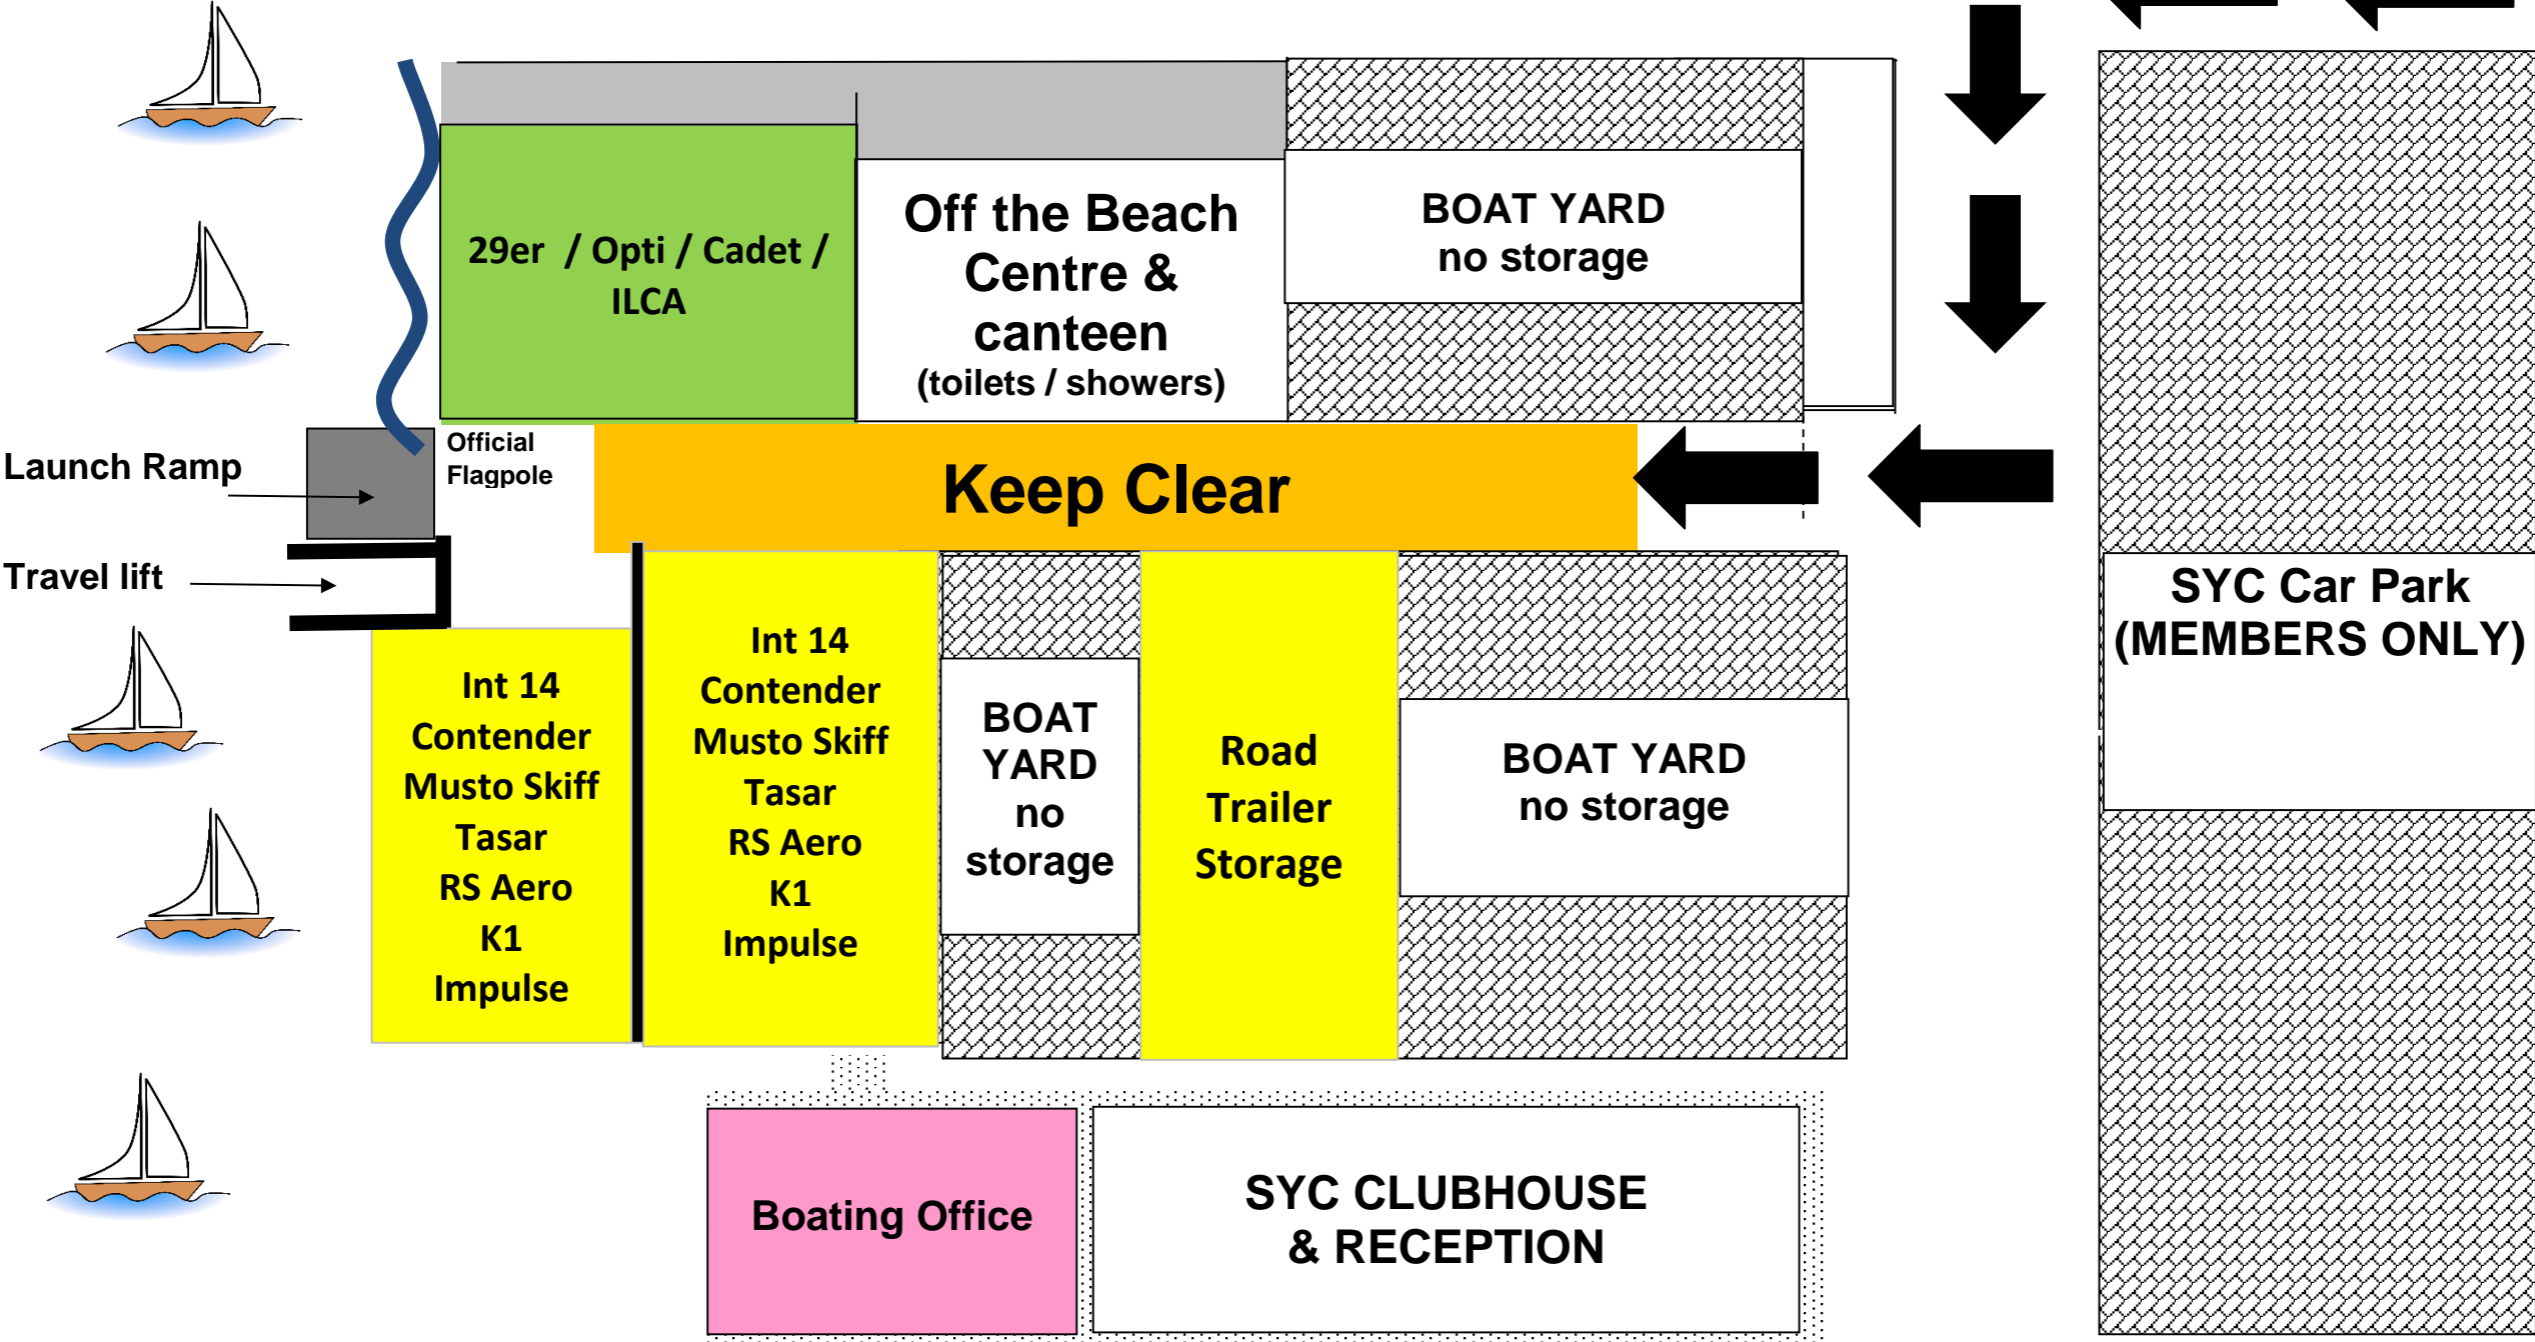 29er / Opti / Cadet /
ILCA
Off the Beach
Centre &
canteen
(toilets / showers)
BOAT YARD
no storage
Launch Ramp
Official
Flagpole
Keep Clear
Travel lift
Int 14
Contender
Musto Skiff
Tasar
RS Aero
K1
Impulse
Int 14
Contender
Musto Skiff
Tasar
RS Aero
K1
Impulse
BOAT
YARD
no
storage
Road
Trailer
Storage
BOAT YARD
no storage
SYC Car Park
(MEMBERS ONLY)
Boating Office
SYC CLUBHOUSE
& RECEPTION